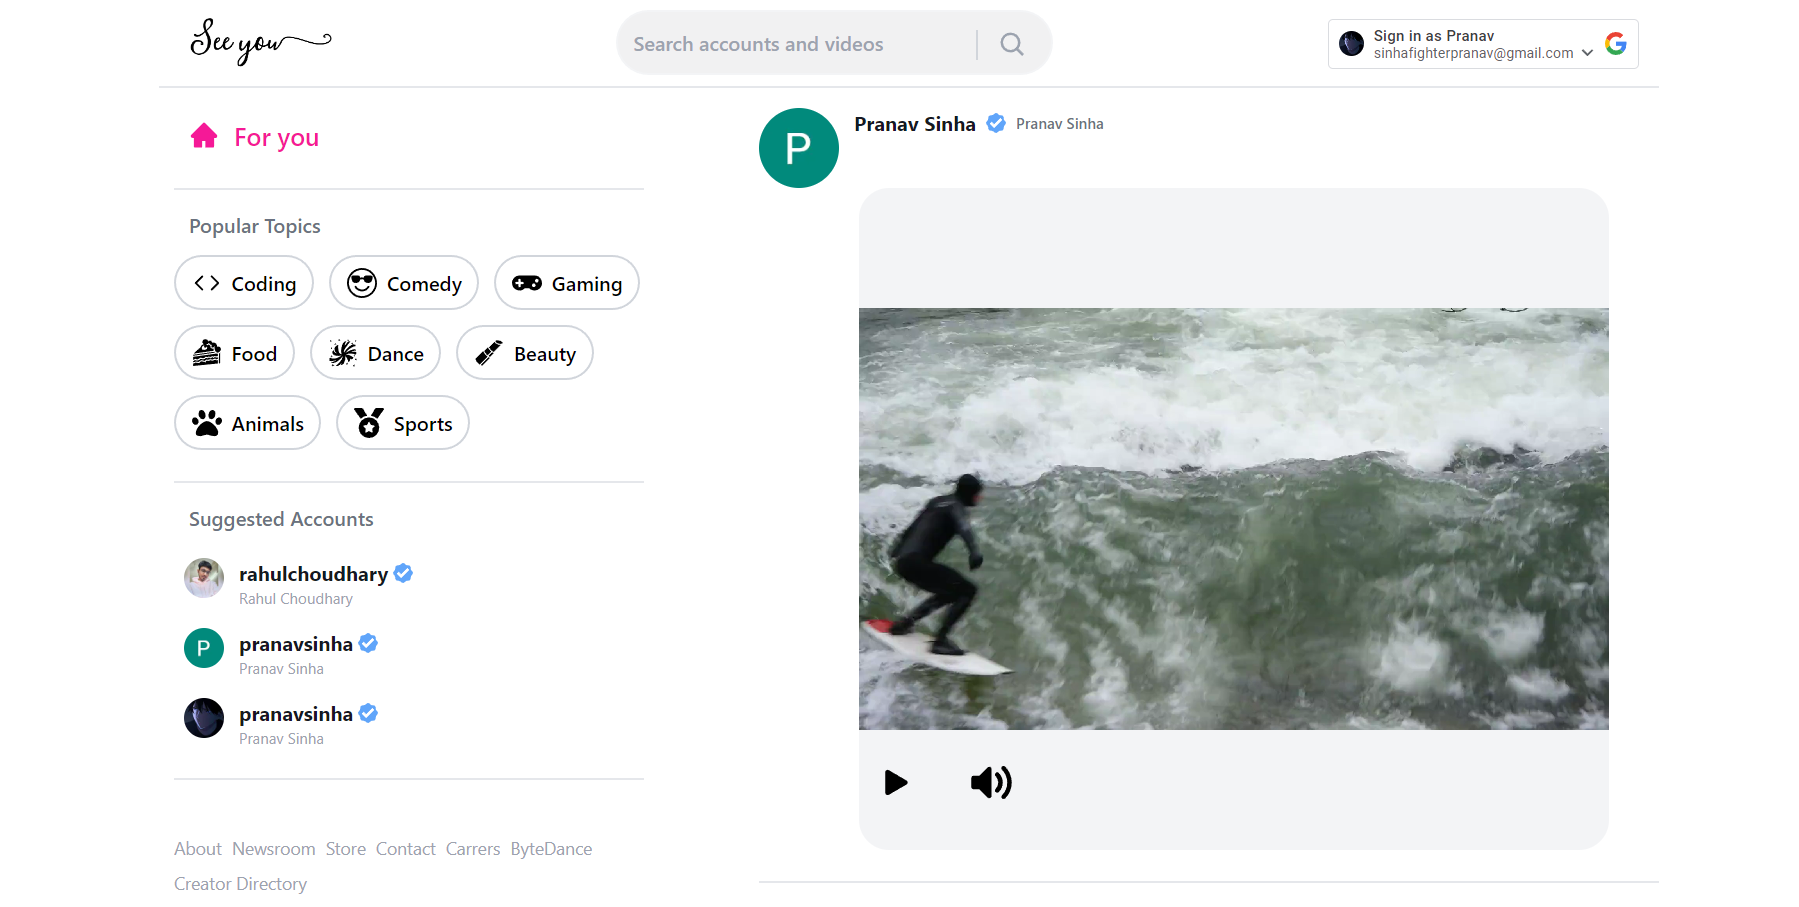 See you
Search accounts and videos
Sign in as Pranav
sinhafighterpranav@gmail.com
For you
Popular Topics
Coding
Comedy
Gaming
Food
Dance
Beauty
Animals
Sports
Suggested Accounts
rahulchoudhary
Rahul Choudhary
P
pranavsinha
Pranav Sinha
pranavsinha
Pranav Sinha
About Newsroom Store Contact Carrers ByteDance
Creator Directory
P
Pranav Sinha Pranav Sinha